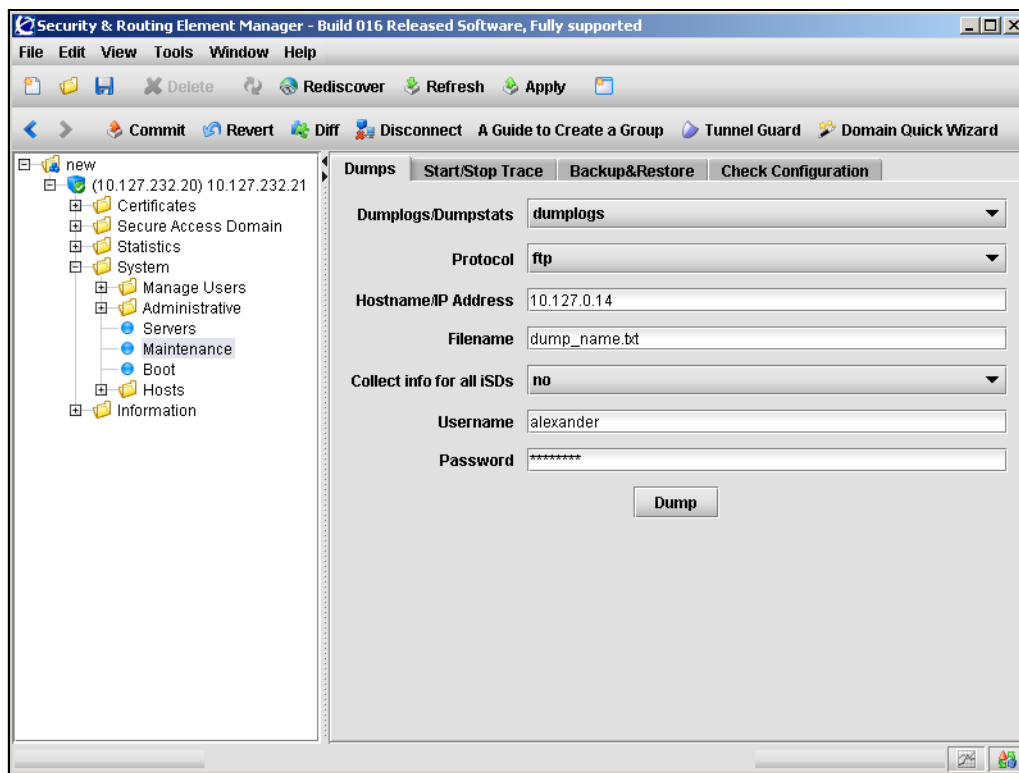 Security & Routing Element Manager - Build 016 Released Software, Fully supported
File Edit View Tools Window Help
Delete Rediscover Refresh Apply
Commit Revert Diff Disconnect A Guide to Create a Group Tunnel Guard Domain Quick Wizard
new
(10.127.232.20) 10.127.232.21
Certificates
Secure Access Domain
Statistics
System
Manage Users
Administrative
Servers
Maintenance
Boot
Hosts
Information
Dumps Start/Stop Trace Backup&Restore Check Configuration
Dumplogs/Dumpstats dumplogs
Protocol ftp
Hostname/IP Address 10.127.0.14
Filename dump_name.txt
Collect info for all iSDs no
Username alexander
Password ********
Dump